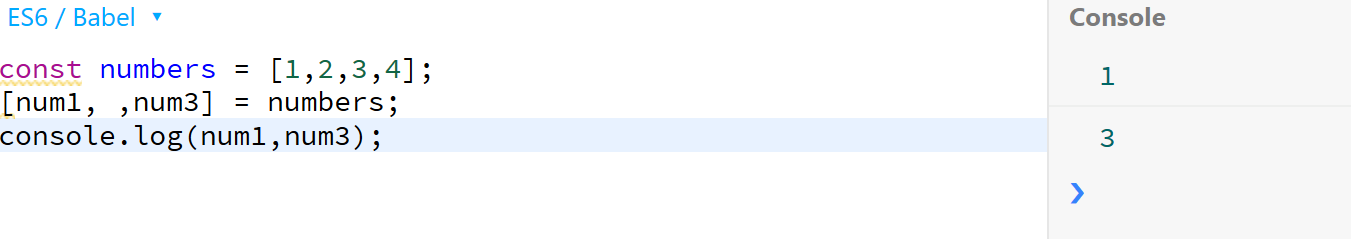 ES6 / Babel ▼
Console
const numbers = [1,2,3,4];
[num1, ,num3] = numbers;
console.log(num1,num3);
1
3
❯